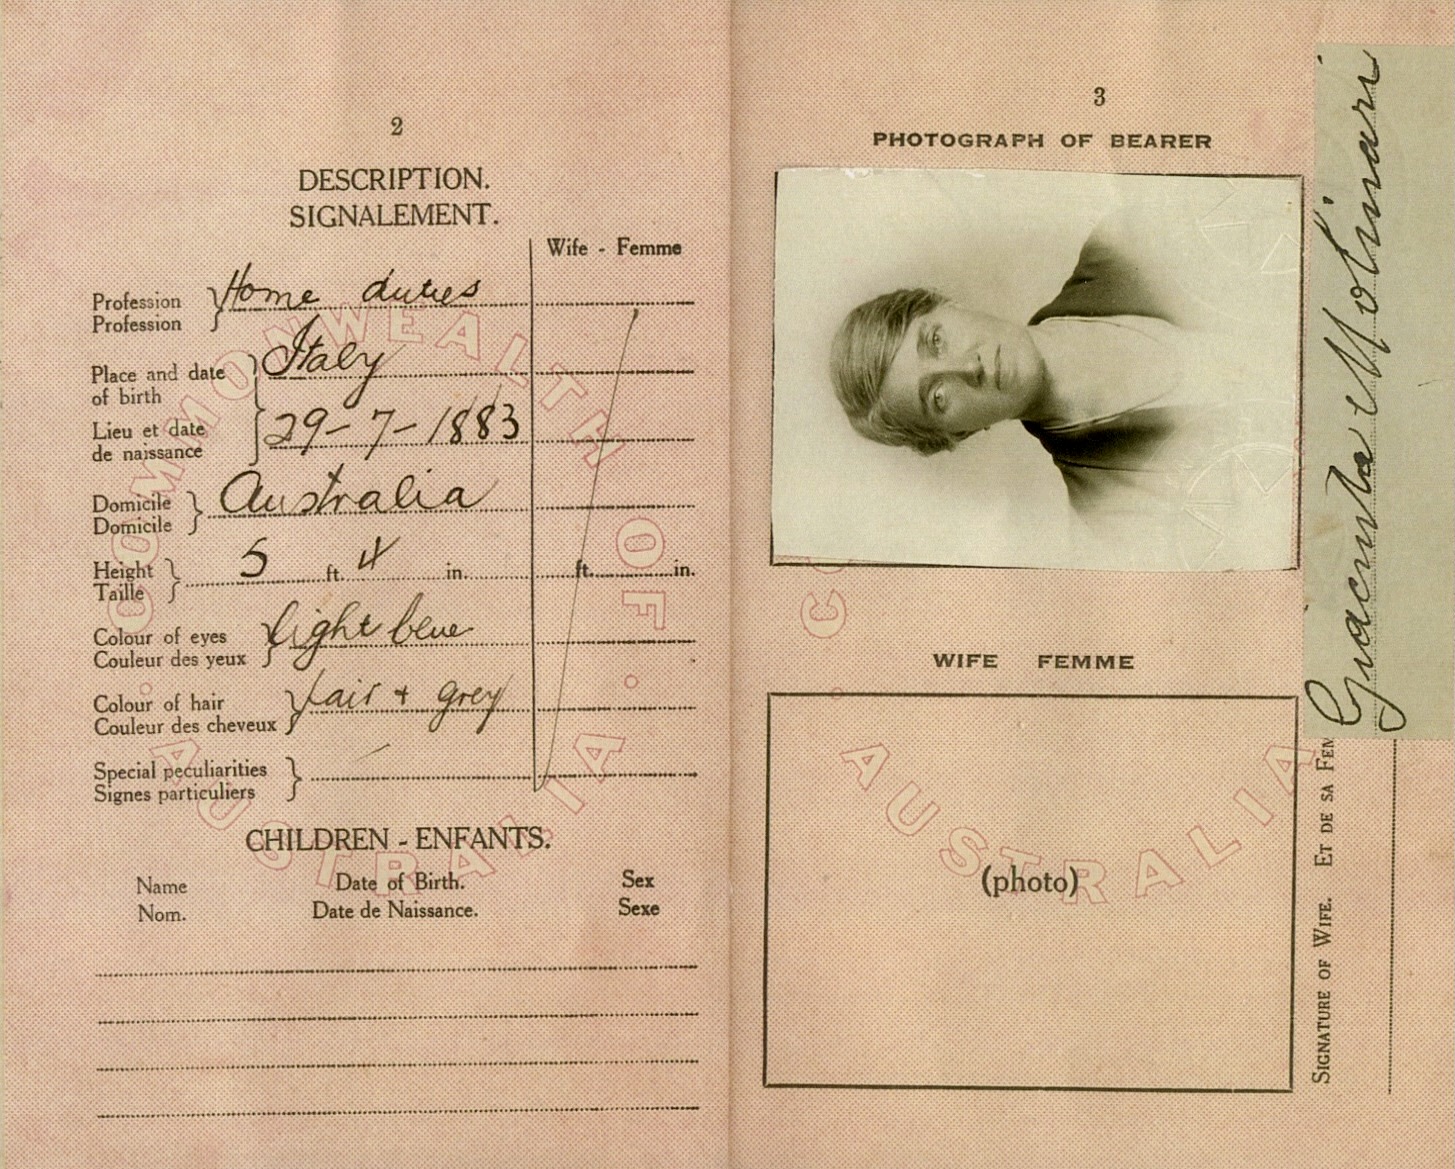 2
DESCRIPTION.
SIGNALEMENT.
Wife - Femme
Profession
Profession
Home duties
Place and date
of birth
Italy
Lieu et date
de naissance
29-7-1883
Domicile
Domicile
Australia
Height
Taille
5 ft. 4 in.
ft. in.
Colour of eyes
Couleur des yeux
light blue
Colour of hair
Couleur des cheveux
fair + grey
Special peculiarities
Signes particuliers
CHILDREN - ENFANTS.
Name Date of Birth. Sex
Nom. Date de Naissance. Sexe
COMMONWEALTH OF AUSTRALIA
3
PHOTOGRAPH OF BEARER
WIFE FEMME
(photo)
C
AUSTRALIA
Giacinta Molinari
SIGNATURE OF WIFE. ET DE SA FEM